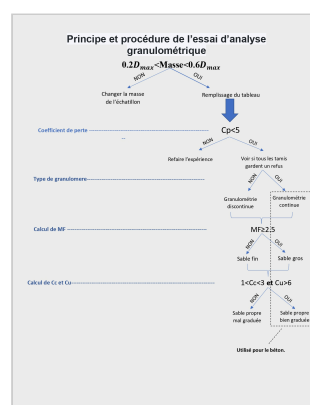 Principe et procédure de l'essai d'analyse
granulométrique
0.2Dmax<Masse<0.6Dmax
NON OUI
Changer la masse
de l'échatillon
Remplissage du tableau
Coefficient de perte
Cp<5
NON OUI
Refaire l'expérience
Voir si tous les tamis
gardent un refus
Type de granulomere
NON OUI
Granulométrie
discontinue
Granulométrie
continue
Calcul de MF
MF≥2.5
NON OUI
Sable fin Sable gros
Calcul de Cc et Cu
1<Cc<3 et Cu>6
NON OUI
Sable propre
mal graduée
Sable propre
bien graduée
Utilisé pour le béton.